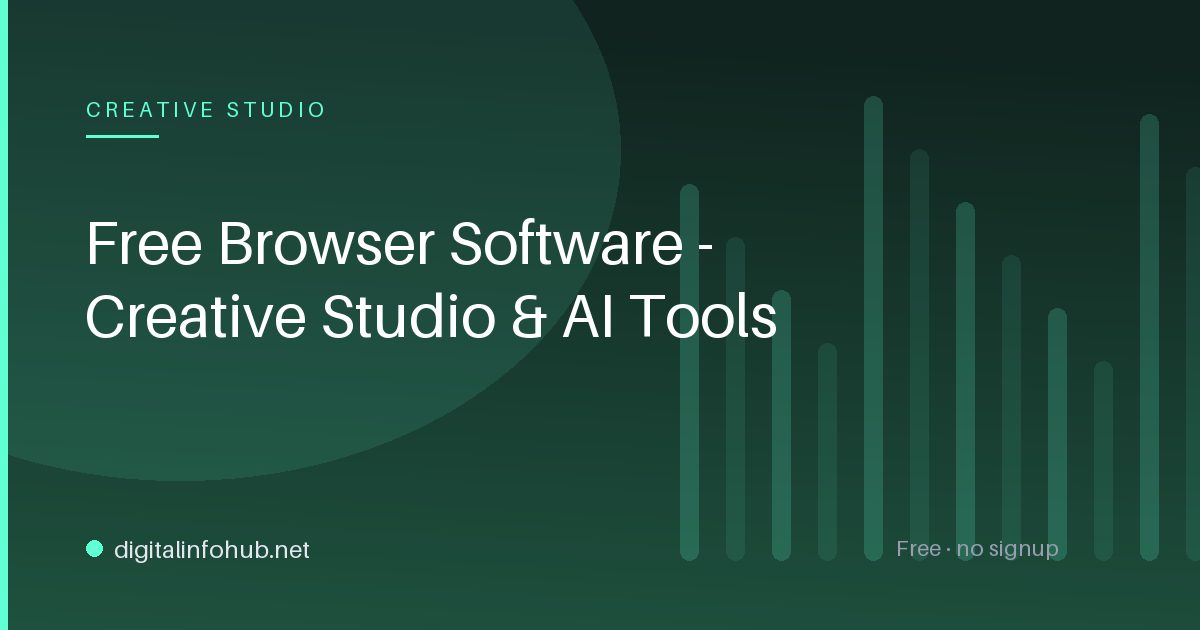 CREATIVE STUDIO
Free Browser Software -
Creative Studio & AI Tools
digitalinfohub.net
Free · no signup